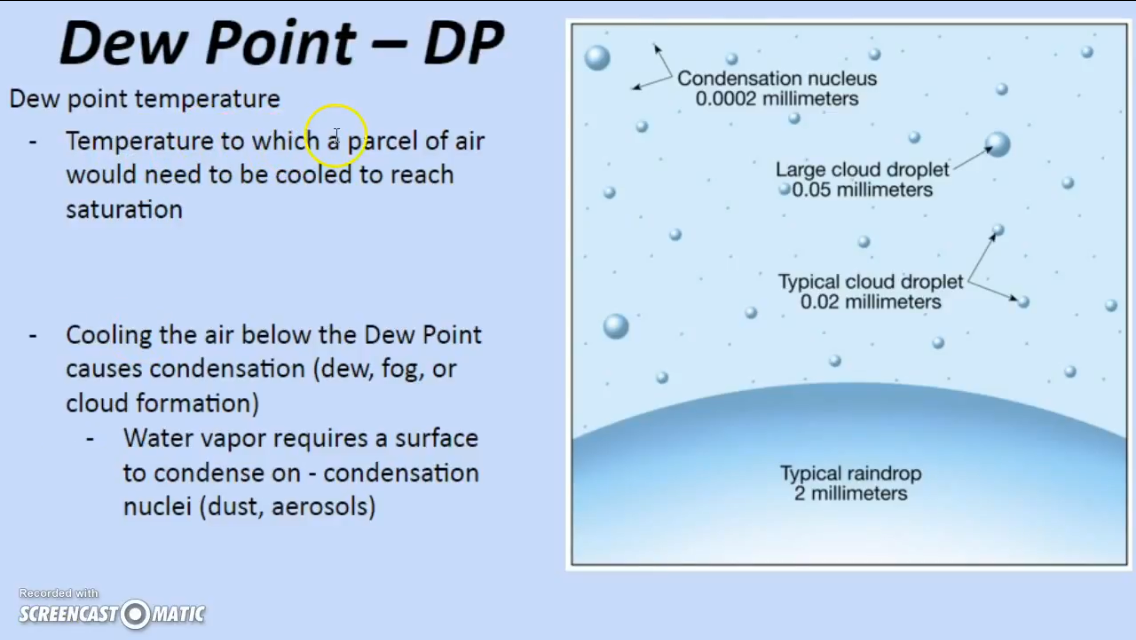 Dew Point – DP
Dew point temperature
- Temperature to which a parcel of air
would need to be cooled to reach
saturation
- Cooling the air below the Dew Point
causes condensation (dew, fog, or
cloud formation)
- Water vapor requires a surface
to condense on - condensation
nuclei (dust, aerosols)
Condensation nucleus
0.0002 millimeters
Large cloud droplet
0.05 millimeters
Typical cloud droplet
0.02 millimeters
Typical raindrop
2 millimeters
Recorded with
SCREENCAST MATIC